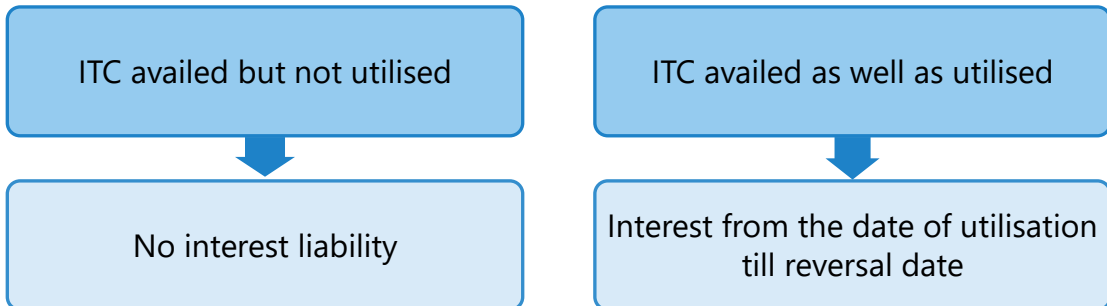 ITC availed but not utilised
No interest liability
ITC availed as well as utilised
Interest from the date of utilisation
till reversal date